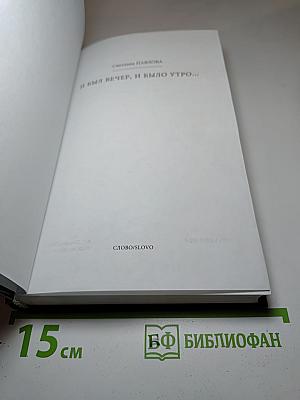 Светлана ПАВЛОВА
И БЫЛ ВЕЧЕР, И БЫЛО УТРО...
СЛОВО/SLOVO
15 см
БФ БИБЛИОФАН